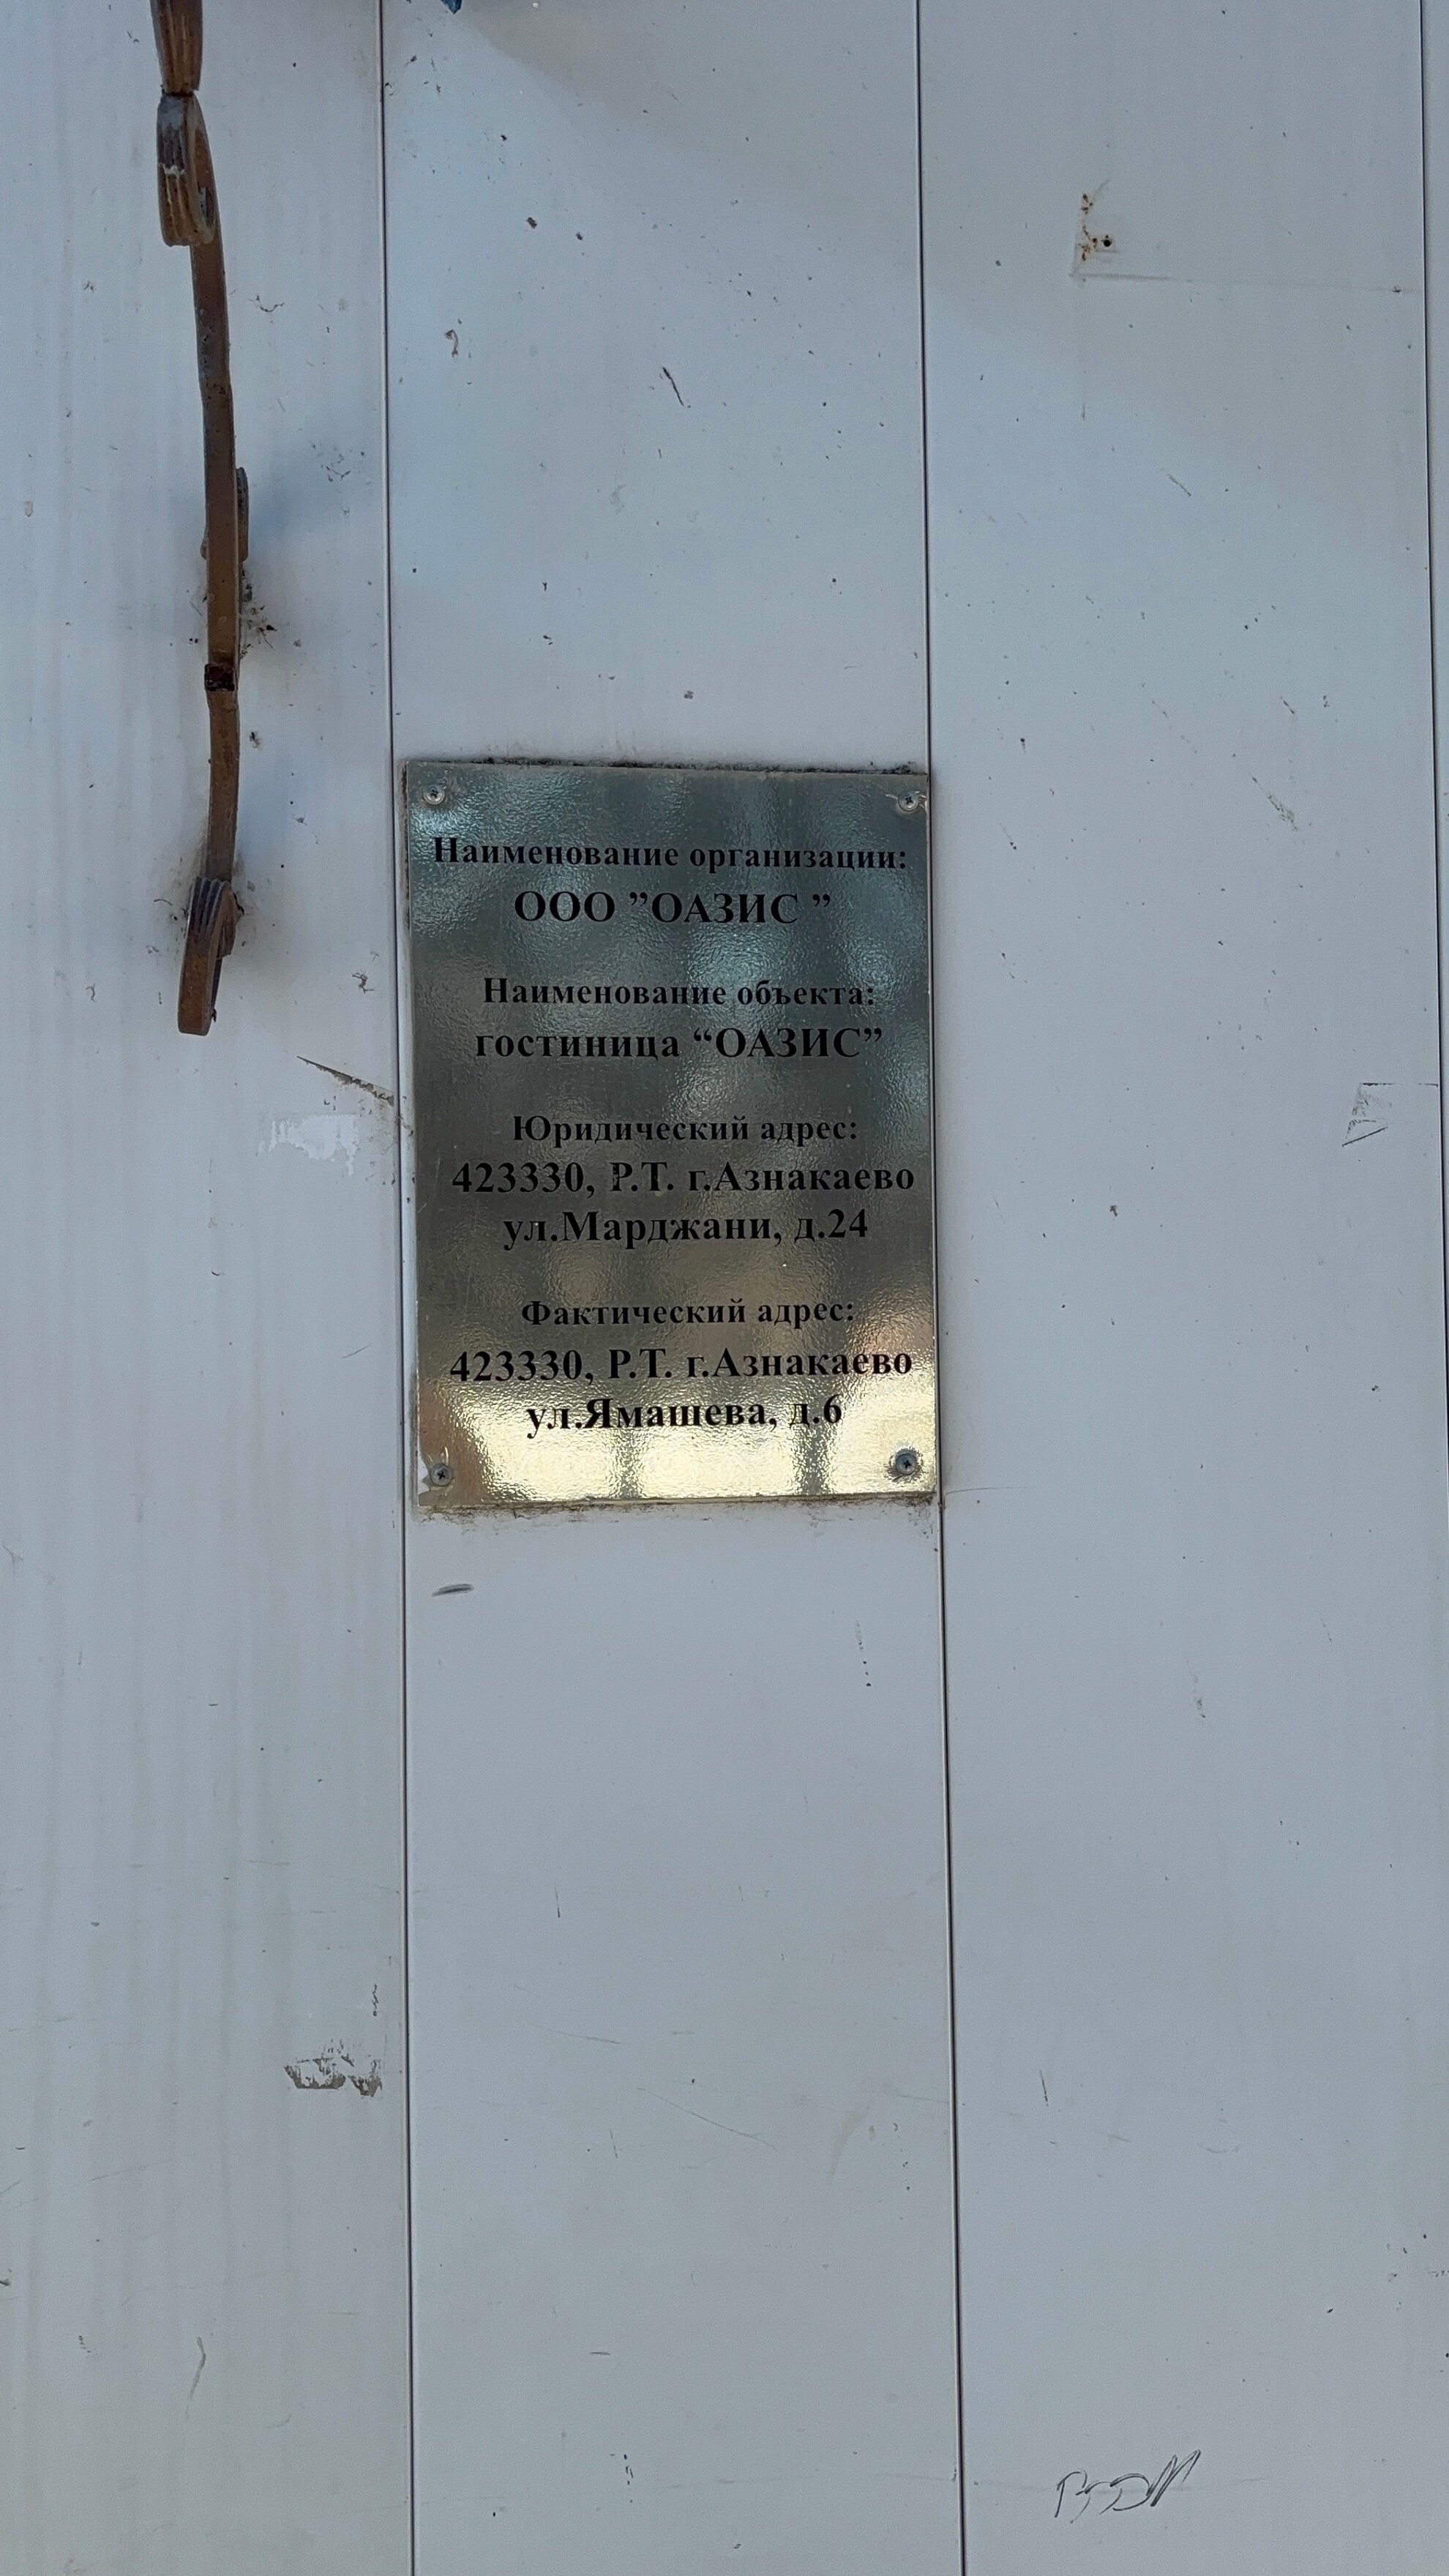 Наименование организации:
ООО ”ОАЗИС ”
Наименование объекта:
гостиница “ОАЗИС”
Юридический адрес:
423330, Р.Т. г.Азнакаево
ул.Марджани, д.24
Фактический адрес:
423330, Р.Т. г.Азнакаево
ул.Ямашева, д.6